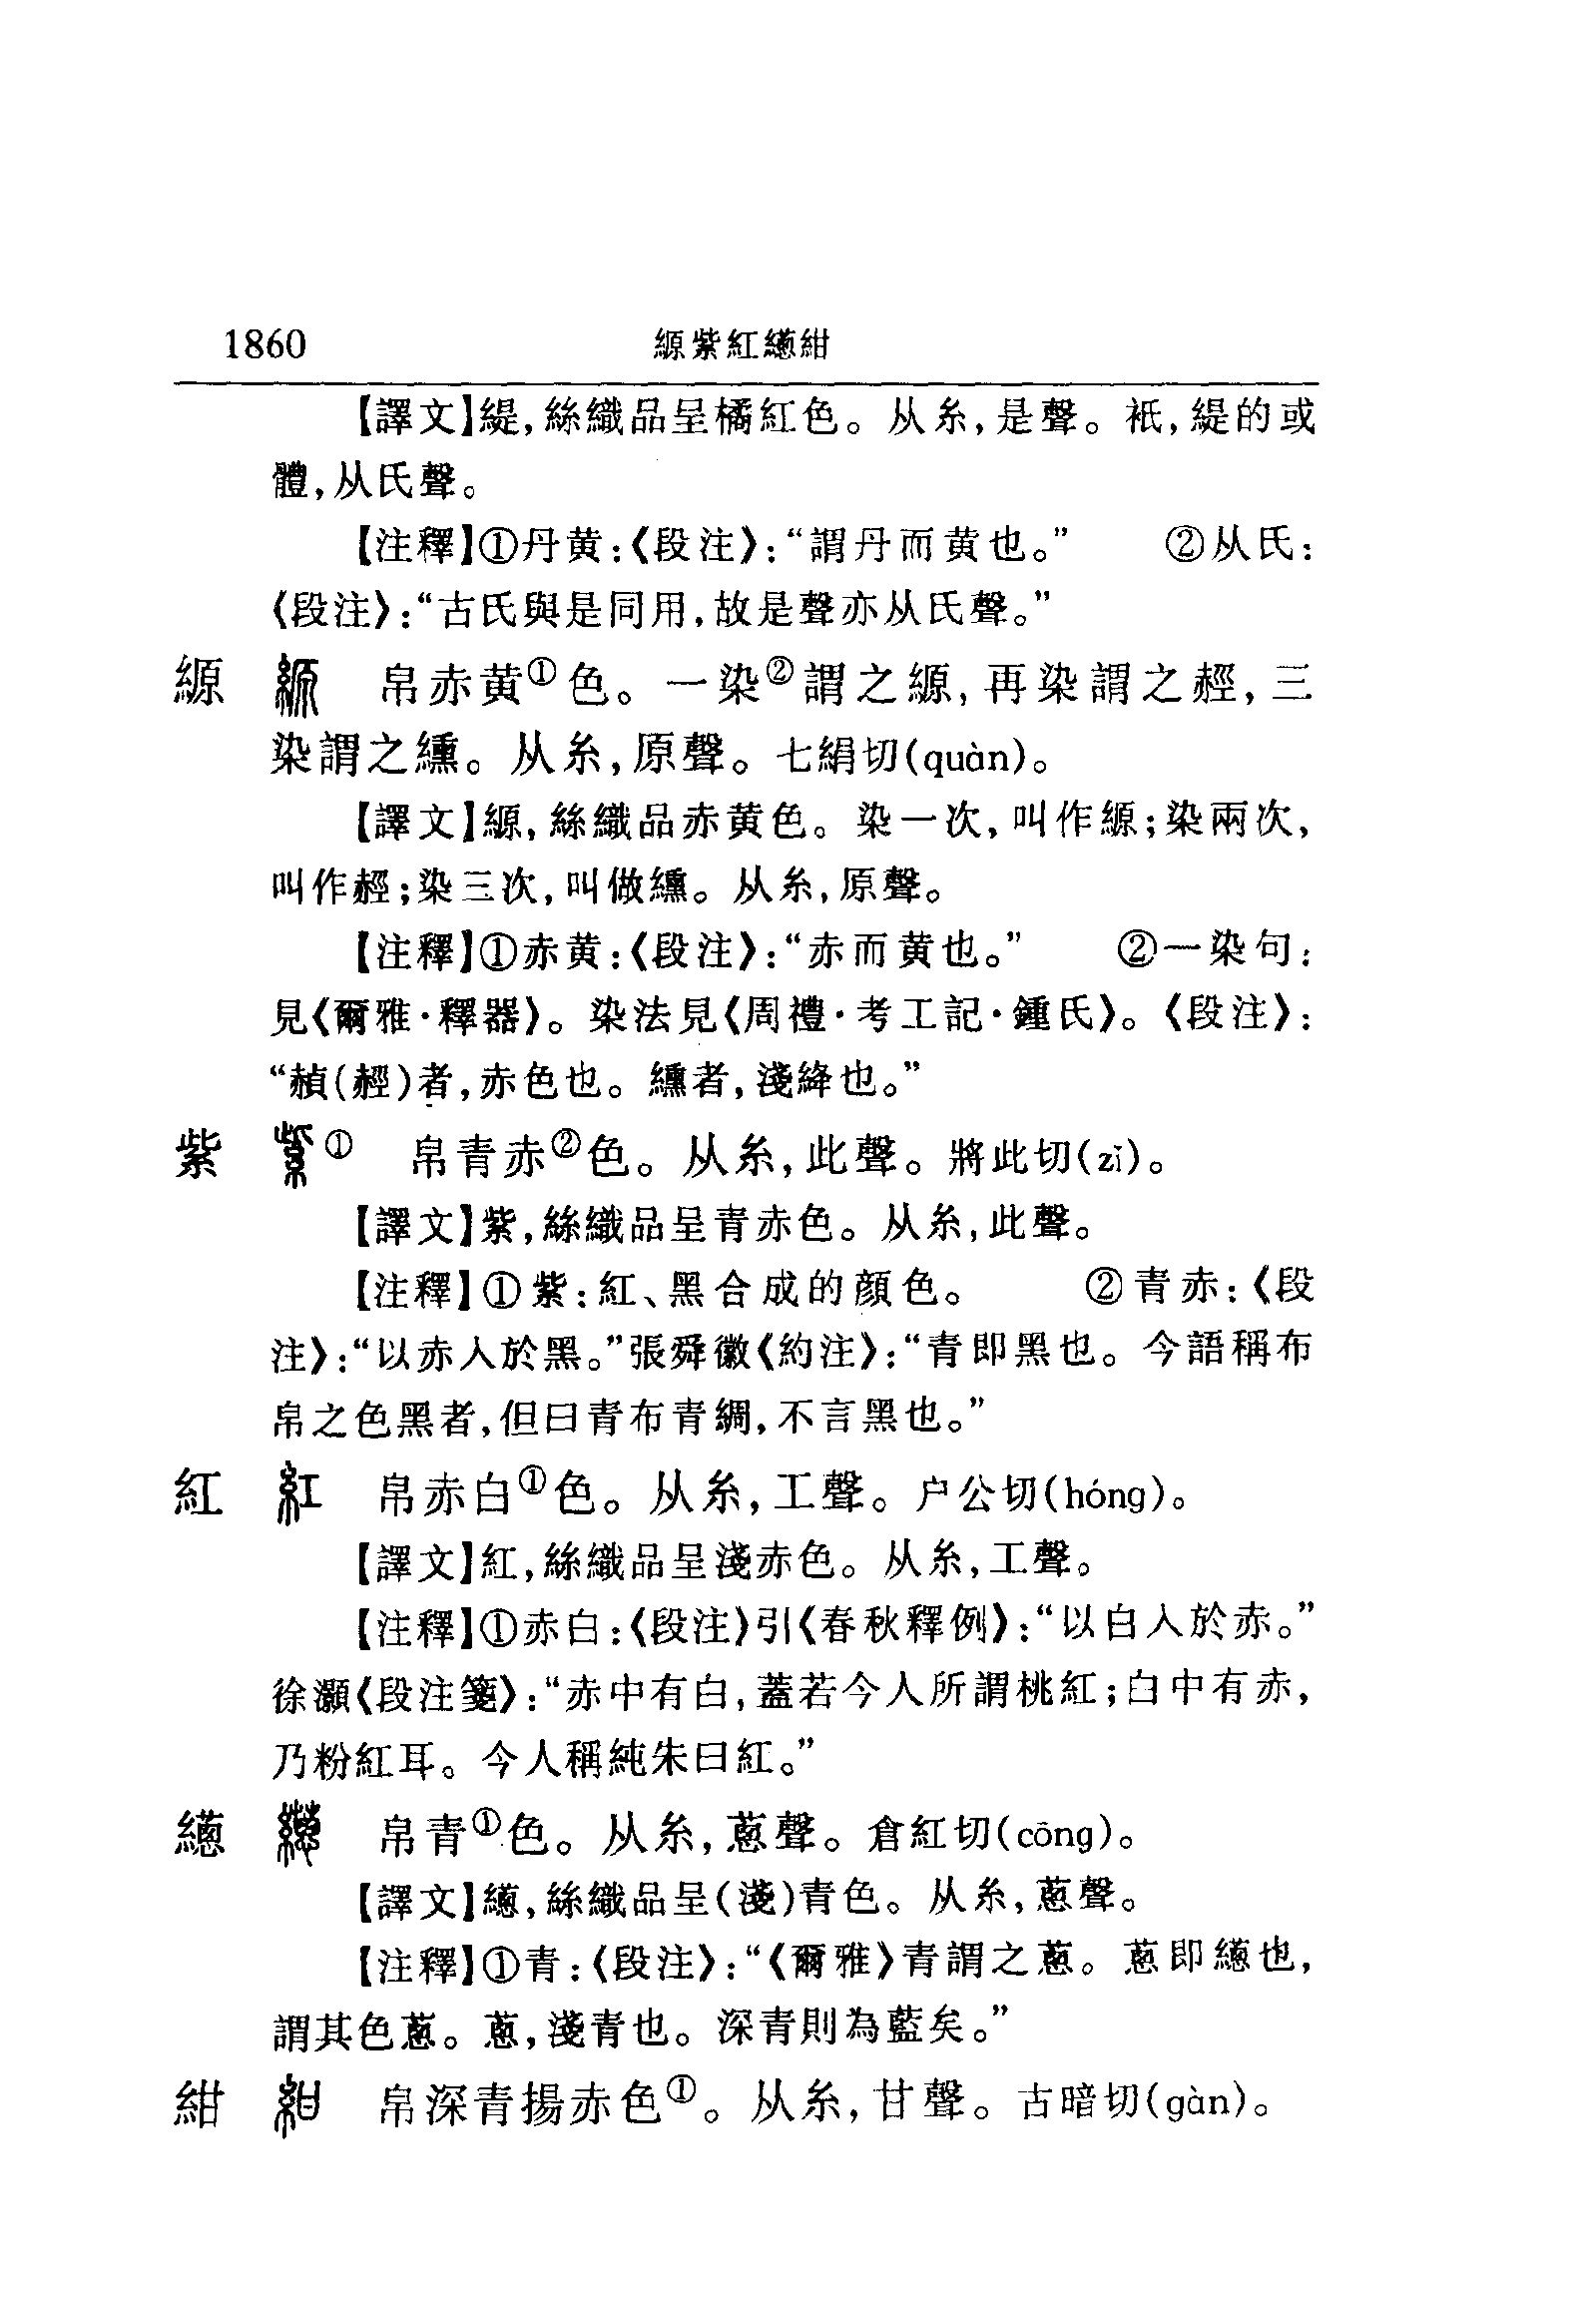 1860 縓紫紅繱紺
【譯文】緹，絲織品呈橘紅色。从糸，是聲。衹，緹的或
體，从氏聲。
【注釋】①丹黄：《段注》：“謂丹而黄也。” ②从氏：
《段注》：“古氏與是同用，故是聲亦从氏聲。”
縓 帛赤黄①色。一染②謂之縓，再染謂之赬，三
染謂之纁。从糸，原聲。七絹切(quàn)。
【譯文】縓，絲織品赤黄色。染一次，叫作縓；染兩次，
叫作經；染三次，叫做纁。从糸，原聲。
【注釋】①赤黄：《段注》：“赤而黄也。” ②一染句：
見《爾雅·釋器》。染法見《周禮·考工記·鍾氏》。《段注》：
“赬(䞓)者，赤色也。纁者，淺絳也。”
紫 ① 帛青赤②色。从糸，此聲。將此切(zǐ)。
【譯文】紫，絲織品呈青赤色。从糸，此聲。
【注釋】①紫：紅、黑合成的顔色。 ②青赤：《段
注》：“以赤入於黑。”張舜徽《約注》：“青即黑也。今語稱布
帛之色黑者，但曰青布青綢，不言黑也。”
紅 帛赤白①色。从糸，工聲。户公切(hóng)。
【譯文】紅，絲織品呈淺赤色。从糸，工聲。
【注釋】①赤白：《段注》引《春秋釋例》：“以白入於赤。”
徐灝《段注箋》：“赤中有白，蓋若今人所謂桃紅；白中有赤，
乃粉紅耳。今人稱純朱曰紅。”
繱 帛青①色。从糸，蔥聲。倉紅切(cōng)。
【譯文】繱，絲織品呈(淺)青色。从糸，蔥聲。
【注釋】①青：《段注》：“《爾雅》青謂之蔥。蔥即繱也，
謂其色蔥。蔥，淺青也。深青則為藍矣。”
紺 帛深青揚赤色①。从糸，甘聲。古暗切(gàn)。